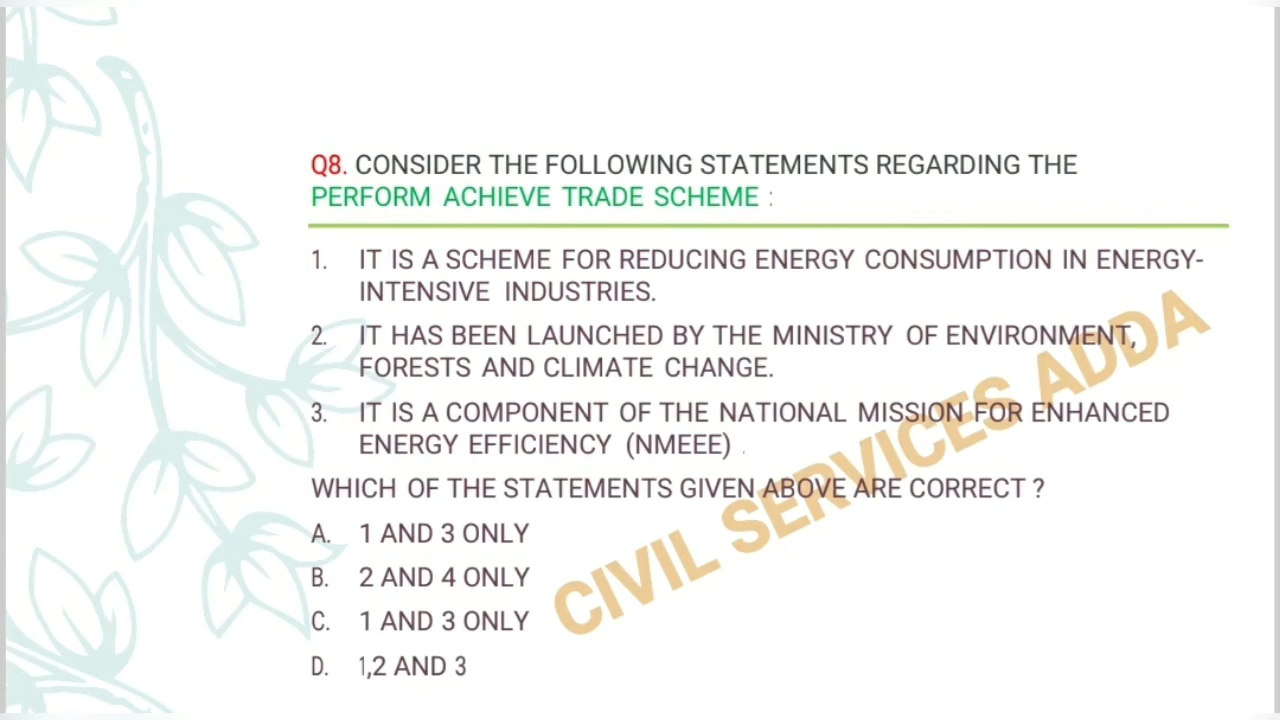 Q8. CONSIDER THE FOLLOWING STATEMENTS REGARDING THE
PERFORM ACHIEVE TRADE SCHEME :
1. IT IS A SCHEME FOR REDUCING ENERGY CONSUMPTION IN ENERGY-
INTENSIVE INDUSTRIES.
2. IT HAS BEEN LAUNCHED BY THE MINISTRY OF ENVIRONMENT,
FORESTS AND CLIMATE CHANGE.
3. IT IS A COMPONENT OF THE NATIONAL MISSION FOR ENHANCED
ENERGY EFFICIENCY (NMEEE) .
WHICH OF THE STATEMENTS GIVEN ABOVE ARE CORRECT ?
A. 1 AND 3 ONLY
B. 2 AND 4 ONLY
C. 1 AND 3 ONLY
D. 1,2 AND 3
CIVIL SERVICES ADDA